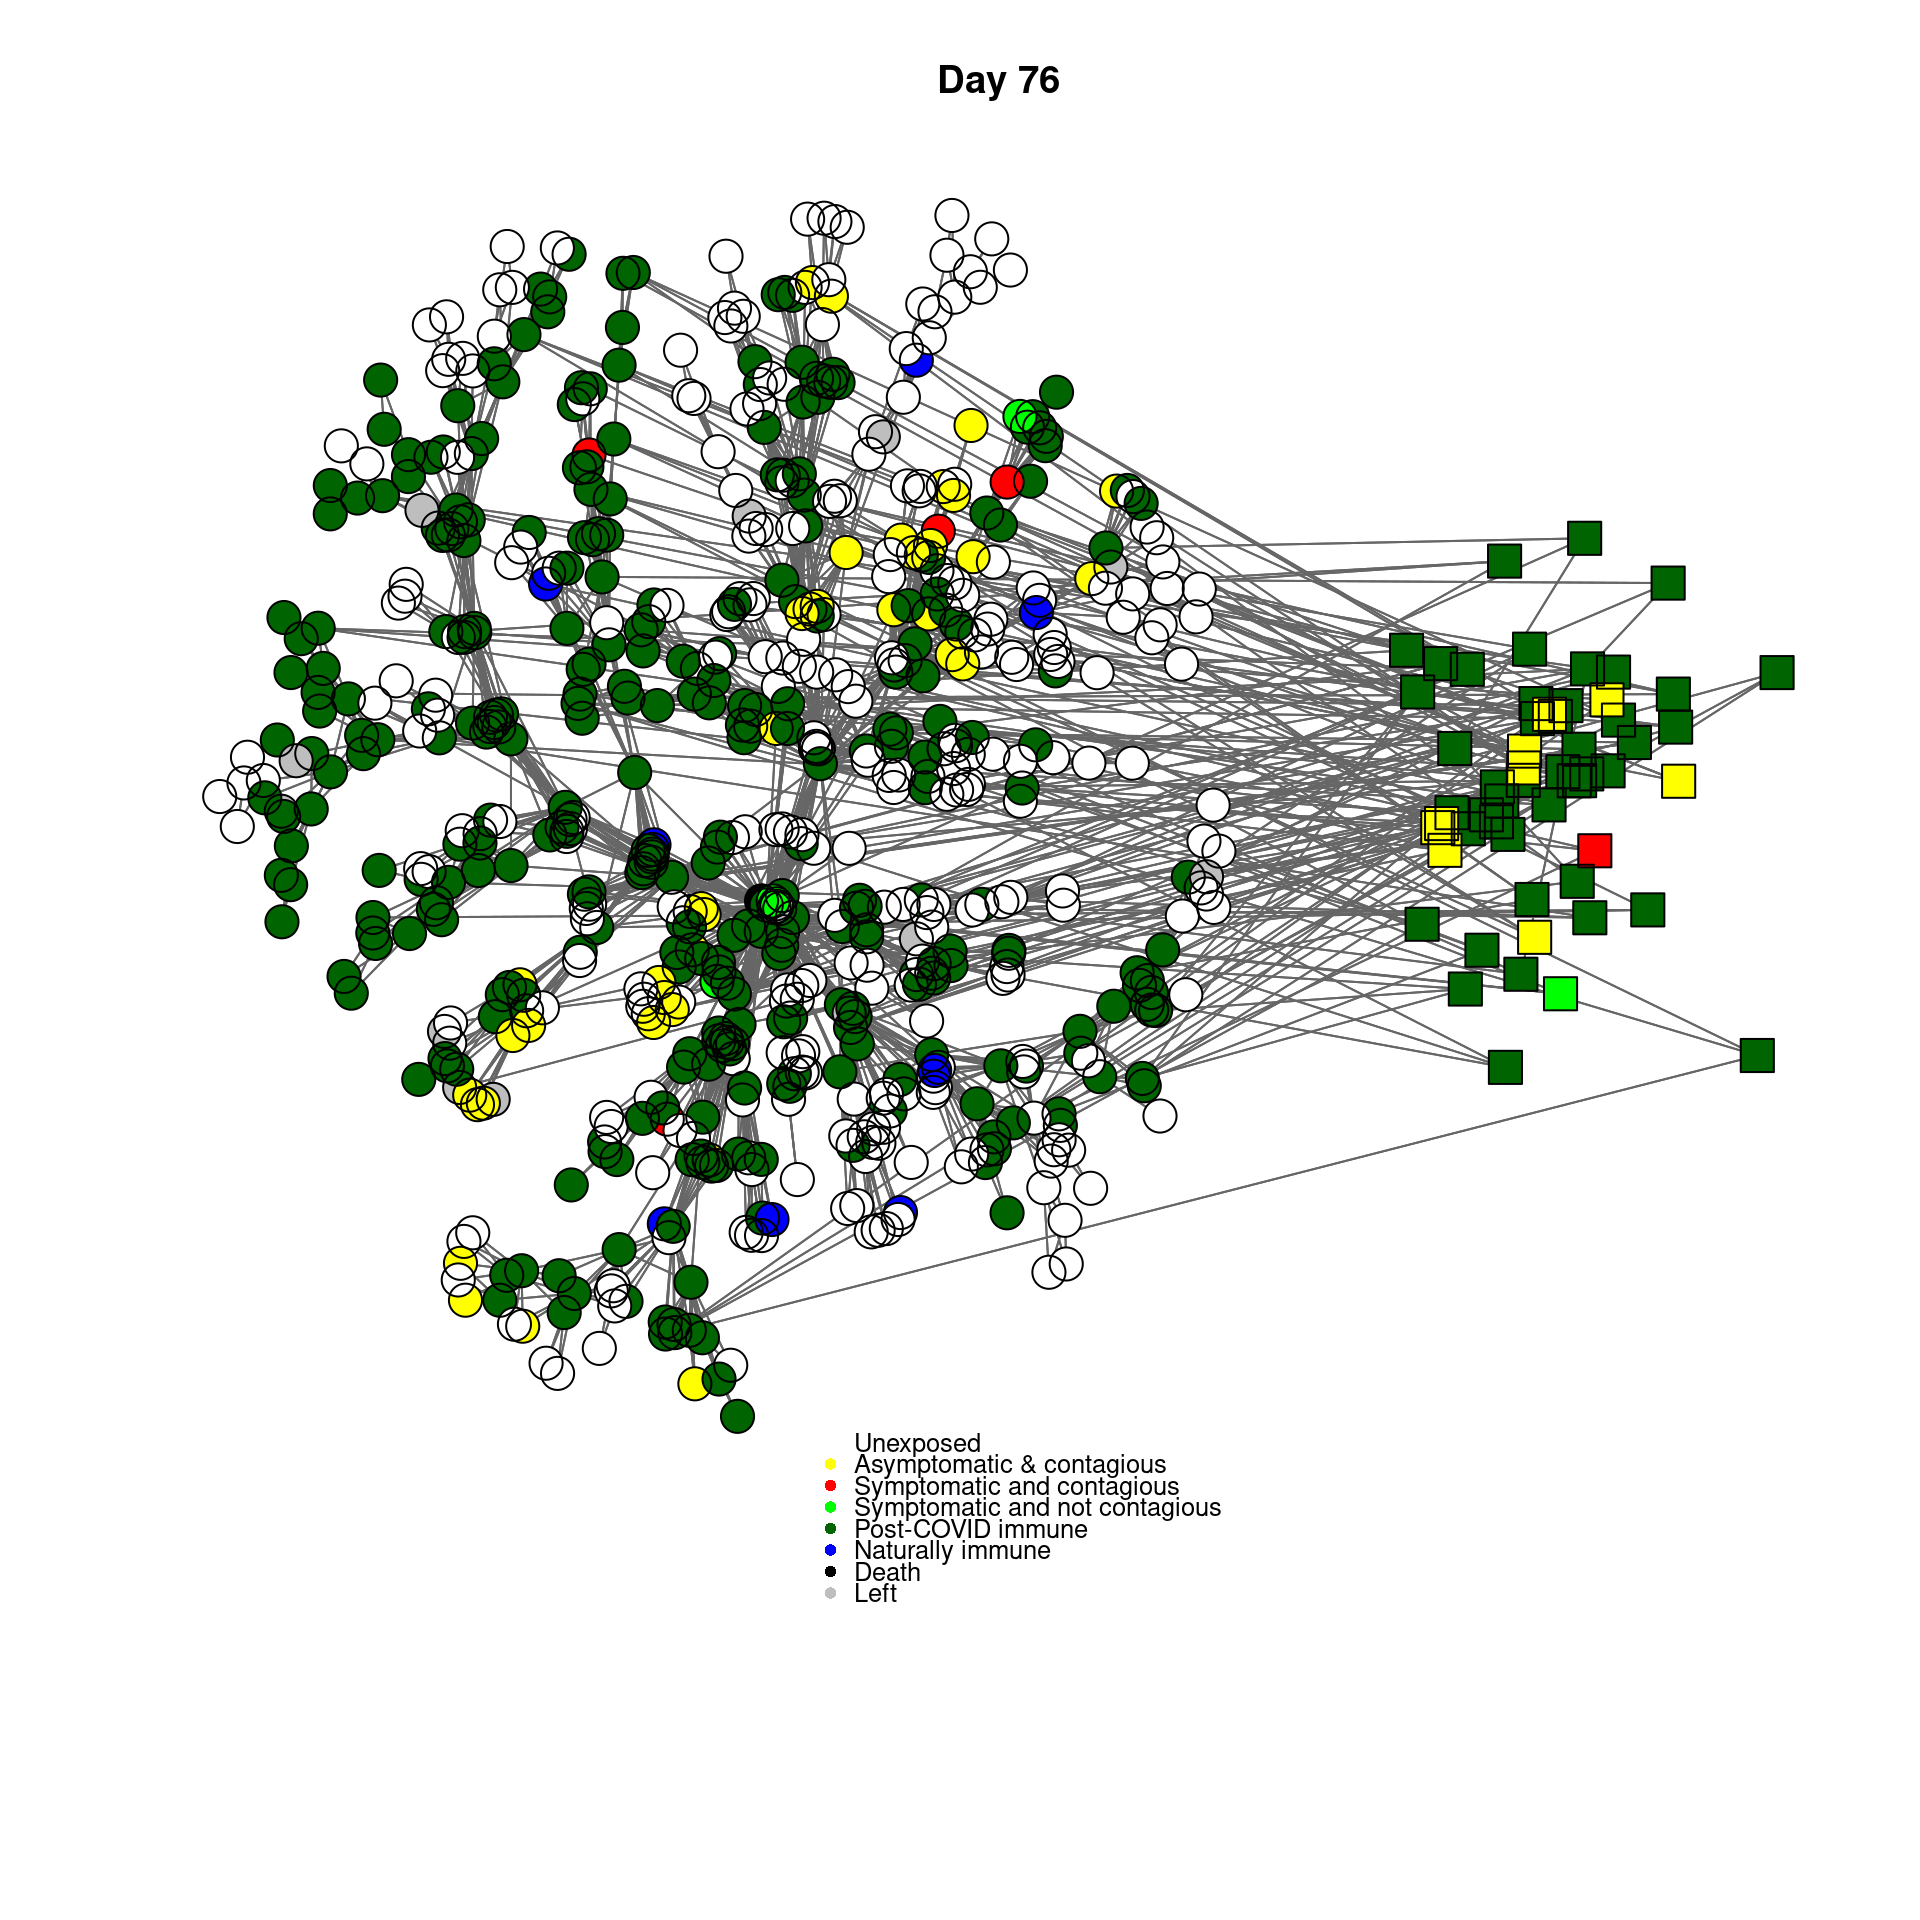 Day 76
Unexposed
Asymptomatic & contagious
Symptomatic and contagious
Symptomatic and not contagious
Post-COVID immune
Naturally immune
Death
Left